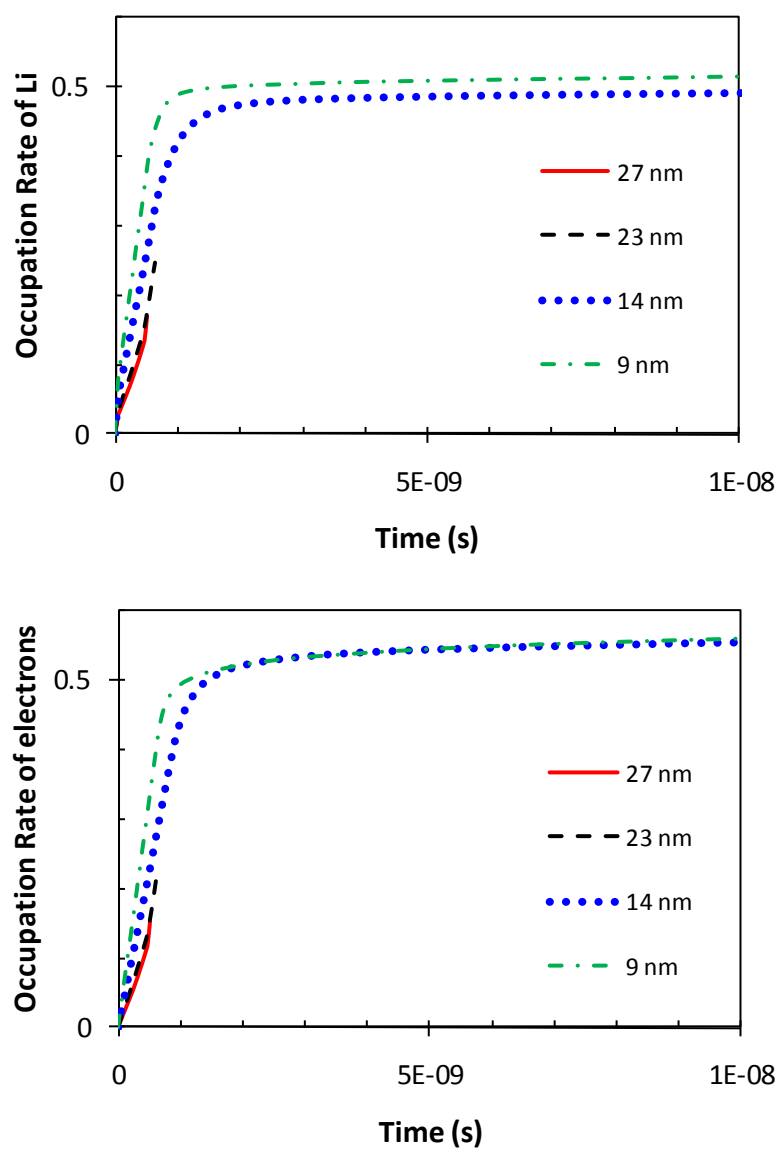 Occupation Rate of Li
0.5
0
27 nm
23 nm
14 nm
9 nm
0
5E-09
1E-08
Time (s)
Occupation Rate of electrons
0.5
0
27 nm
23 nm
14 nm
9 nm
0
5E-09
1E-08
Time (s)